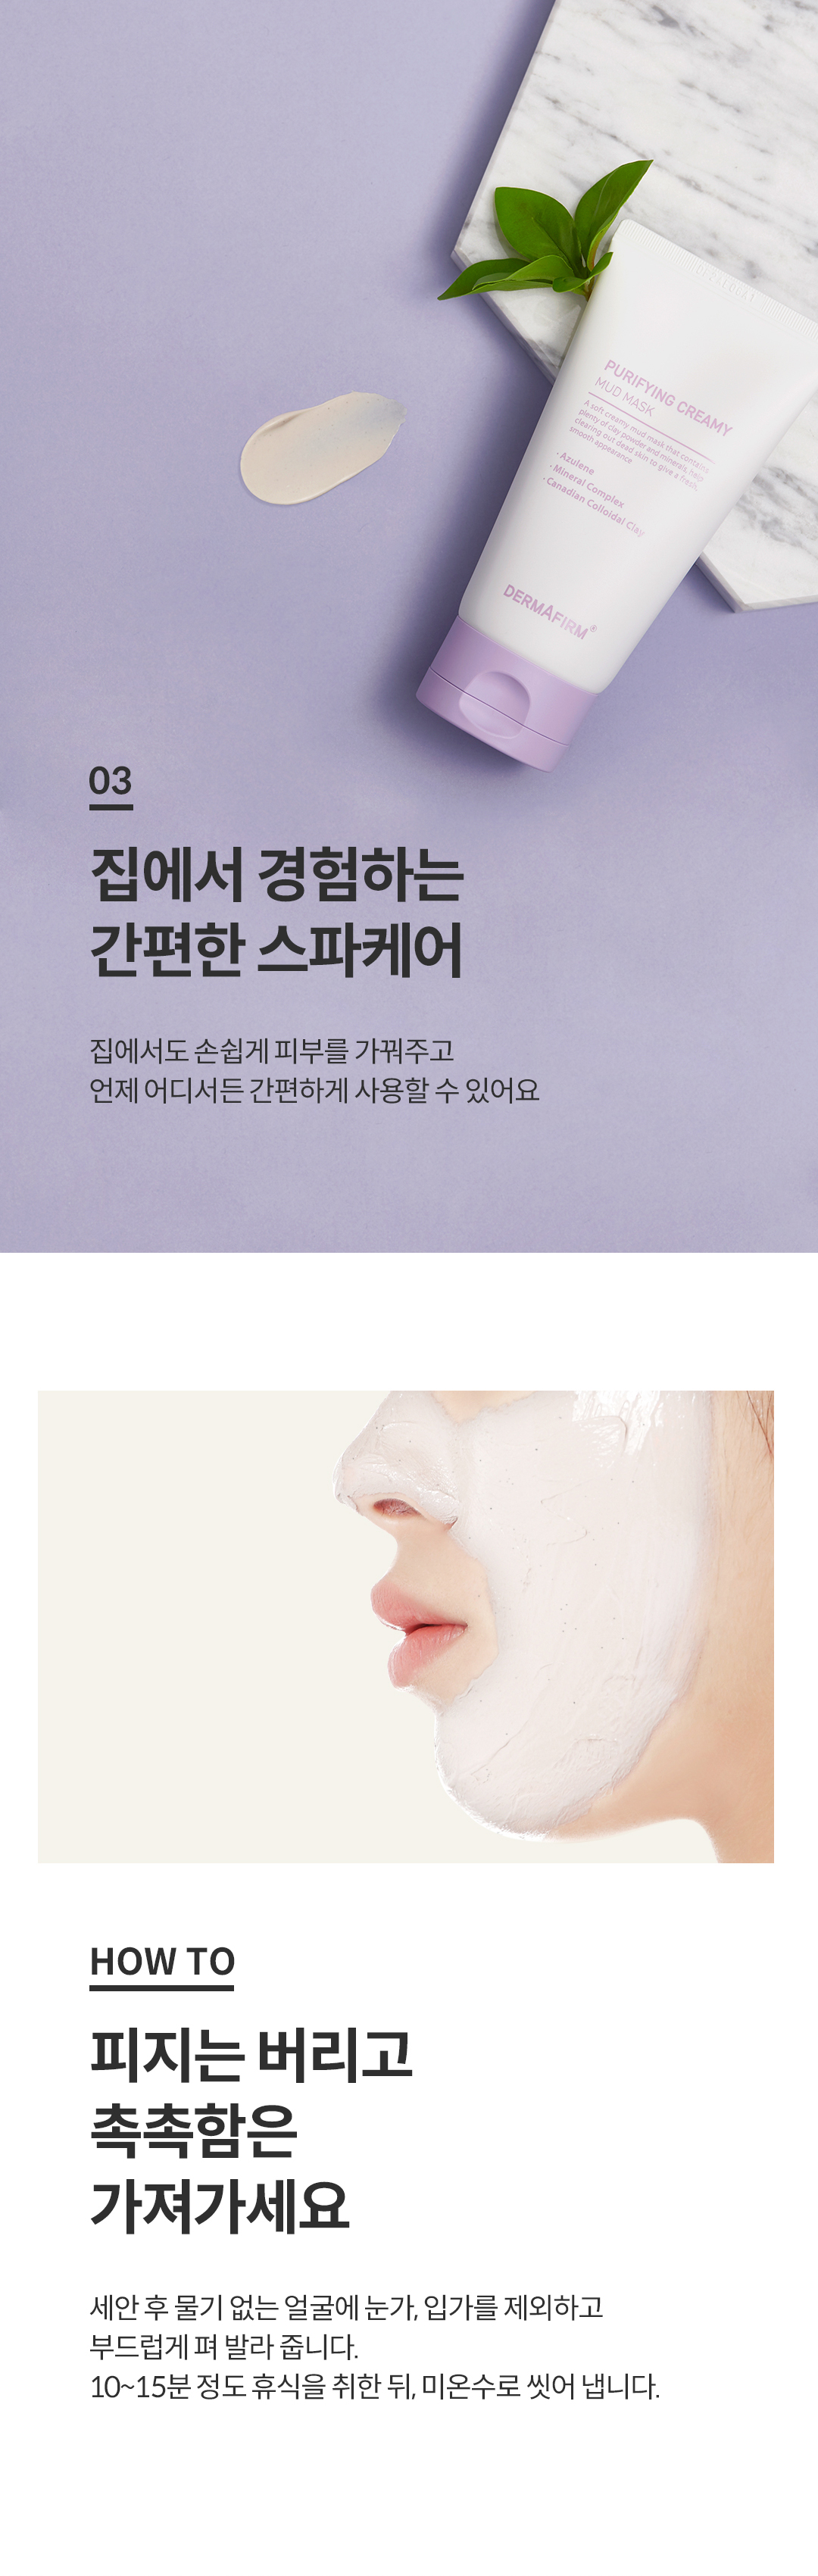 PURIFYING CREAMY
MUD MASK
A soft creamy mud mask that contains
plenty of clay powder and minerals help
clearing out dead skin to give a fresh,
smooth appearance.
· Azulene
· Mineral Complex
· Canadian Colloidal Clay
DERMAFIRM®
03
집에서 경험하는
간편한 스파케어
집에서도 손쉽게 피부를 가꿔주고
언제 어디서든 간편하게 사용할 수 있어요
HOW TO
피지는 버리고
촉촉함은
가져가세요
세안 후 물기 없는 얼굴에 눈가, 입가를 제외하고
부드럽게 펴 발라 줍니다.
10~15분 정도 휴식을 취한 뒤, 미온수로 씻어 냅니다.